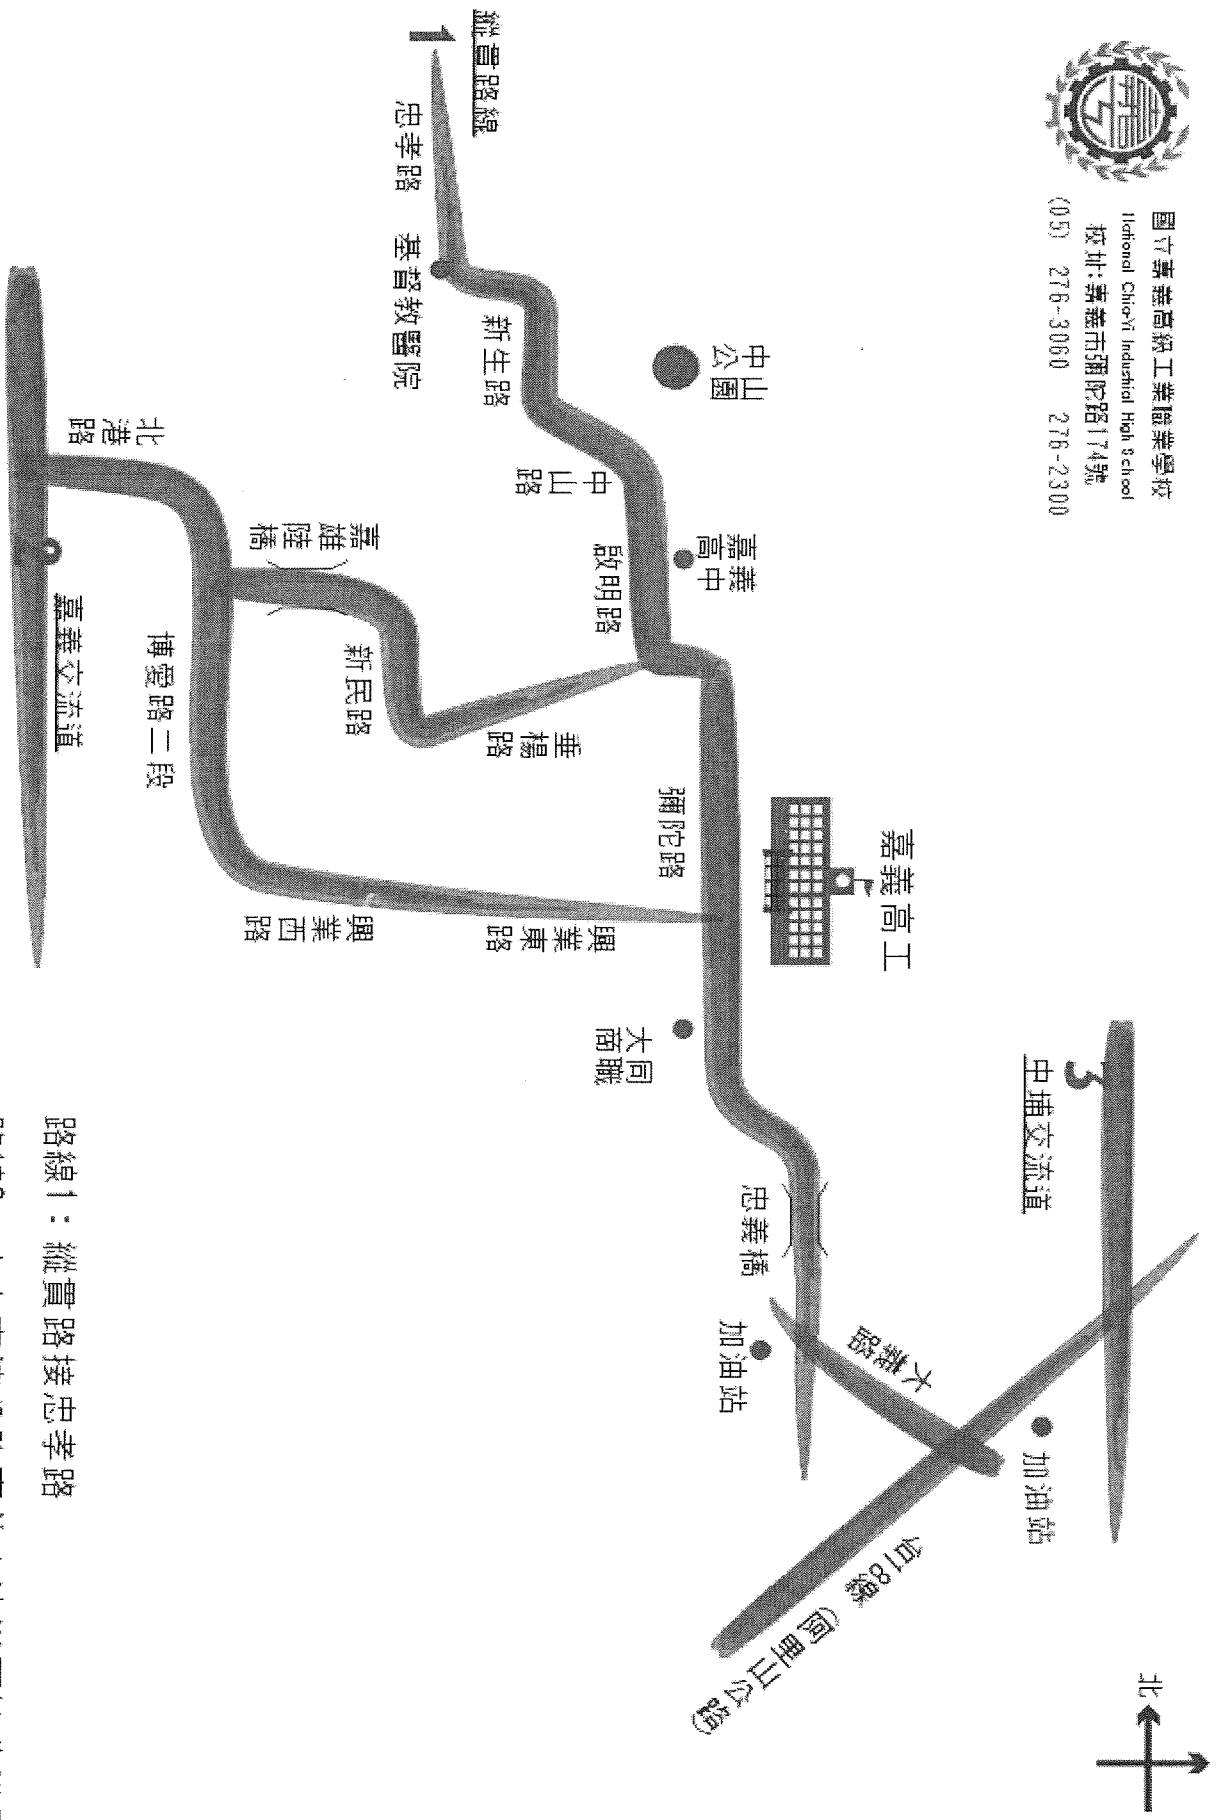 國立嘉義高級工業職業學校
National Chia-Yi Industrial High School
校址:嘉義市彌陀路174號
(05) 276-3060 276-2300
北
3
中埔交流道
加油站
台18線 (阿里山公路)
大義路
嘉義高工
加油站
忠義橋
中山
公園
嘉義
高中
大同
商職
彌陀路
啟明路
中山路
新生路
縱貫路線
1
忠孝路
基督教醫院
垂楊路
興業東路
新民路
嘉雄陸橋
興業西路
博愛路二段
北港路
2
嘉義交流道
路線1:縱貫路接忠孝路